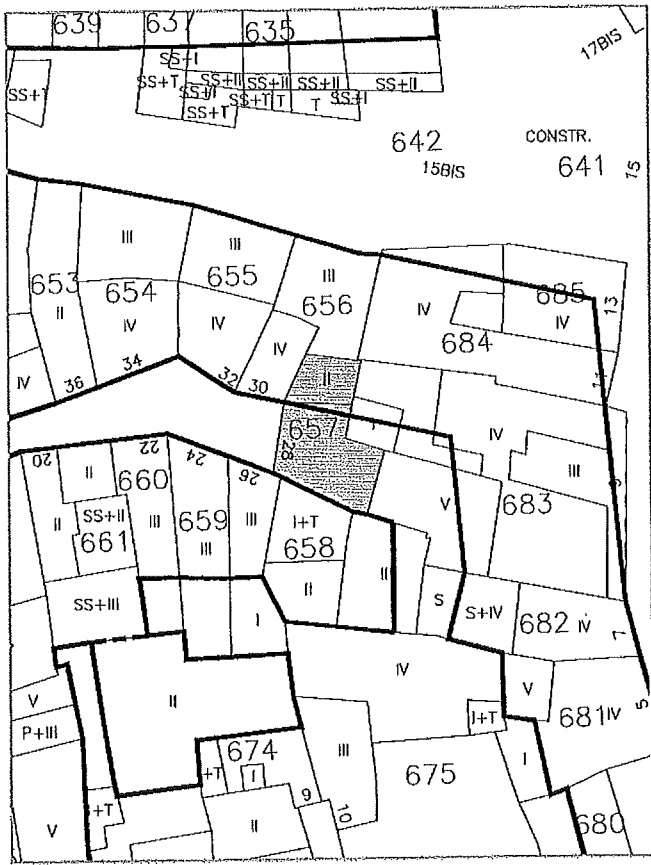 639 637 635
17BIS
SS+I
SS+T SS+T SS+II SS+II SS+II SS+II
SS+II SS+T T T SS+I
SS+T
642 CONSTR.
15BIS 641 15
III III III
653 654 655 656 685 13
II IV IV IV IV IV
684
IV 36 34 32 30 II 11
657 I IV
28
20 22 24 26
II 660 III
II SS+II III 659 III I+T V 683 9
661 III 658
SS+III II II S S+IV 682 IV 7
I
IV
V II V 681 IV 5
P+III I+T
674 III 675 I
+T I
+T 9 10
V II 680